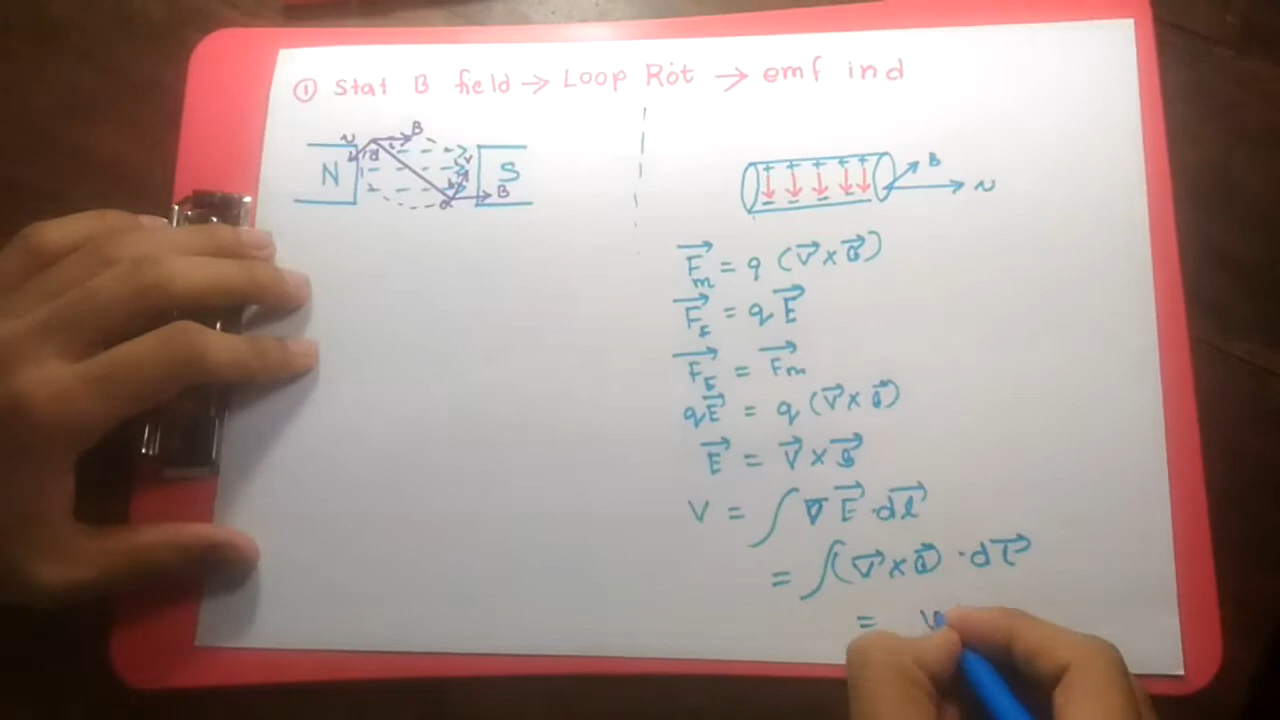 ① Stat B field → Loop Rot → emf ind
N S
B
B
B
v
F⃗m = q (v⃗ × B⃗)
F⃗E = q E⃗
F⃗E = F⃗m
qE⃗ = q (v⃗ × B⃗)
E⃗ = v⃗ × B⃗
V = ∫ E⃗ · dl⃗
= ∫(v⃗ × B⃗) · dl⃗
= v